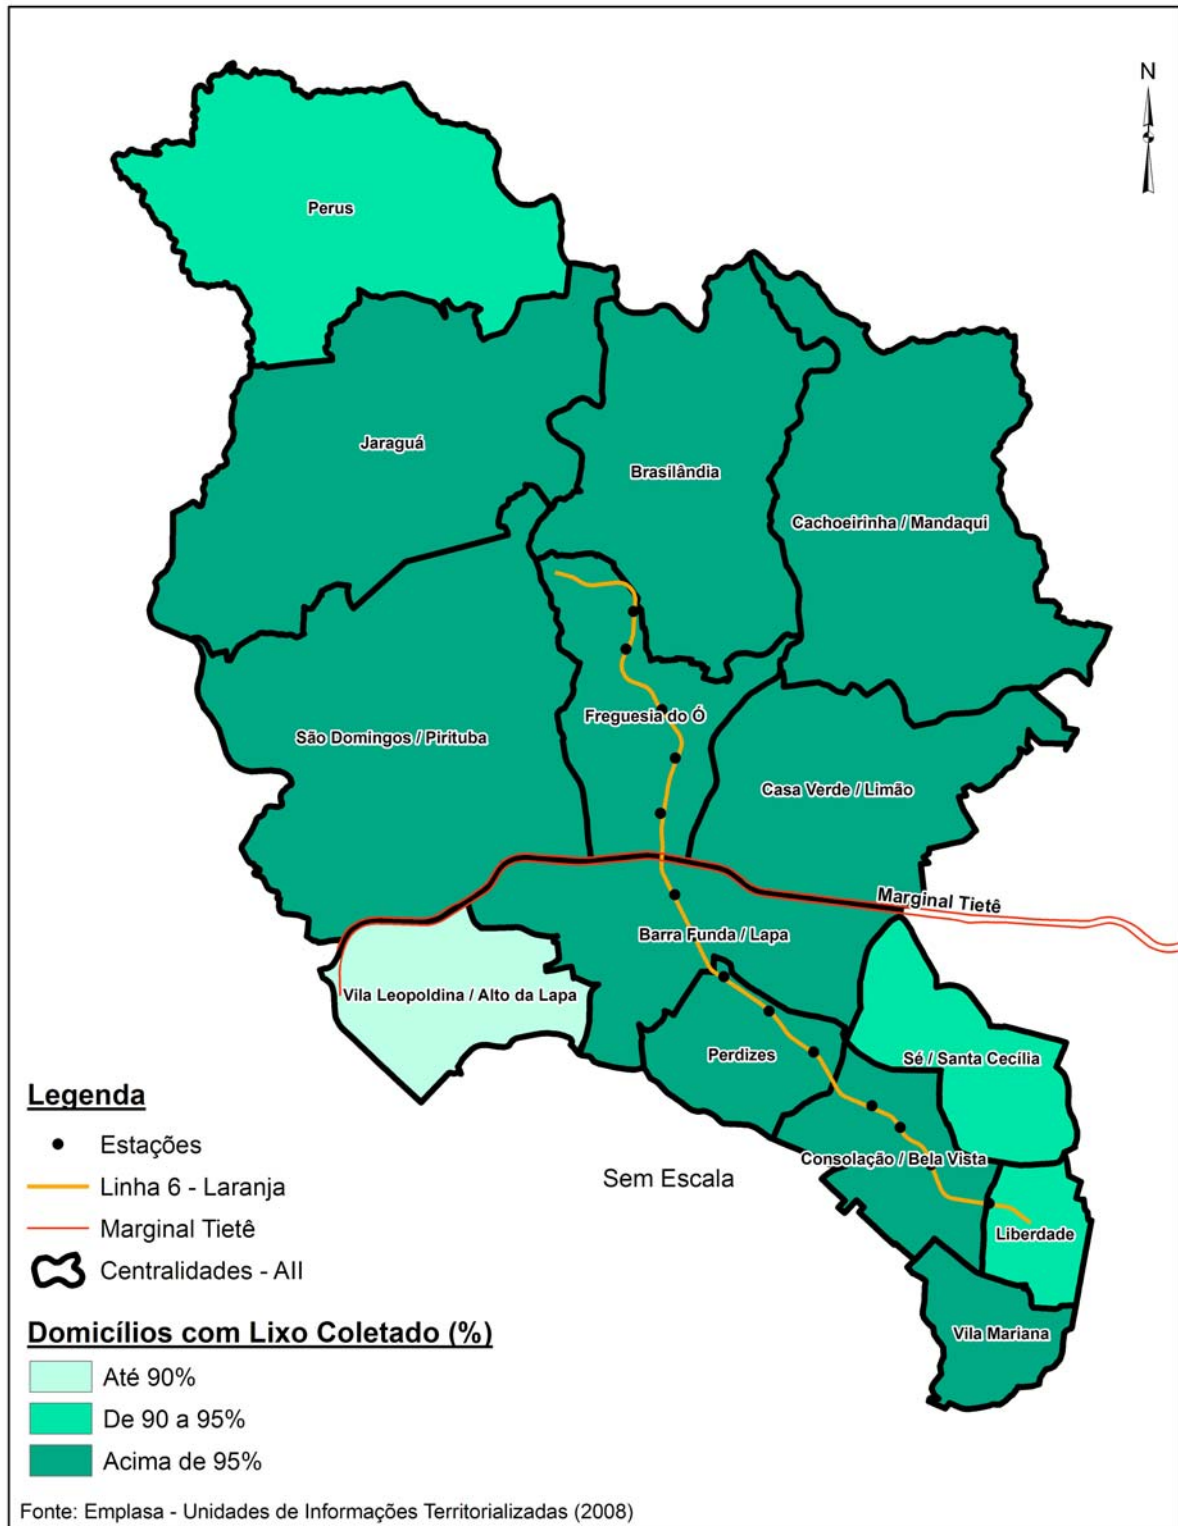 N
Perus
Jaraguá
Brasilândia
Cachoeirinha / Mandaqui
Freguesia do Ó
São Domingos / Pirituba
Casa Verde / Limão
Marginal Tietê
Barra Funda / Lapa
Vila Leopoldina / Alto da Lapa
Perdizes
Sé / Santa Cecília
Consolação / Bela Vista
Sem Escala
Liberdade
Vila Mariana
Legenda
Estações
Linha 6 - Laranja
Marginal Tietê
Centralidades - AII
Domicílios com Lixo Coletado (%)
Até 90%
De 90 a 95%
Acima de 95%
Fonte: Emplasa - Unidades de Informações Territorializadas (2008)